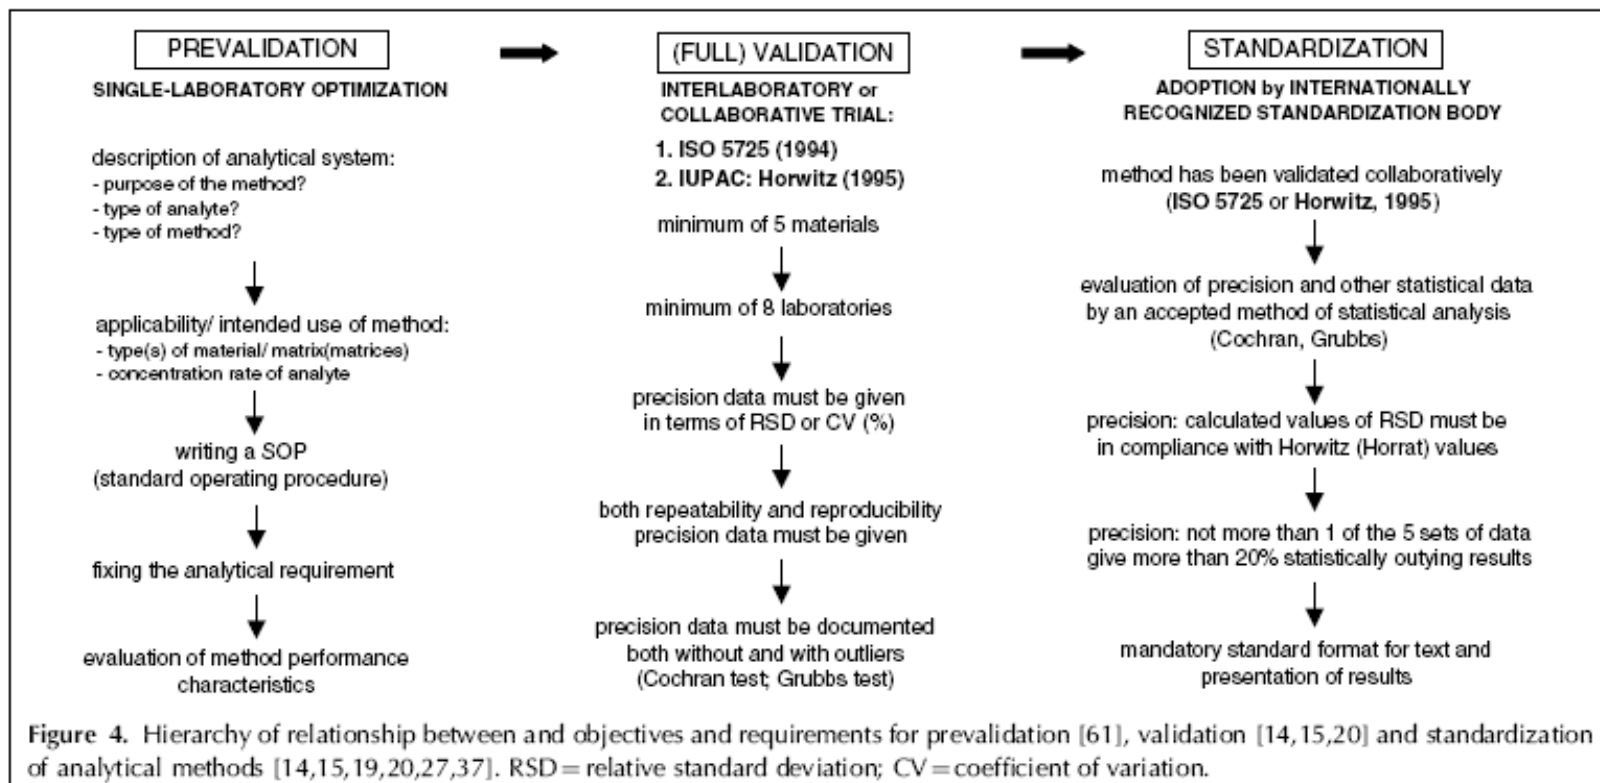 PREVALIDATION
SINGLE-LABORATORY OPTIMIZATION
description of analytical system:
- purpose of the method?
- type of analyte?
- type of method?
applicability/ intended use of method:
- type(s) of material/ matrix(matrices)
- concentration rate of analyte
writing a SOP
(standard operating procedure)
fixing the analytical requirement
evaluation of method performance
characteristics
(FULL) VALIDATION
INTERLABORATORY or
COLLABORATIVE TRIAL:
1. ISO 5725 (1994)
2. IUPAC: Horwitz (1995)
minimum of 5 materials
minimum of 8 laboratories
precision data must be given
in terms of RSD or CV (%)
both repeatability and reproducibility
precision data must be given
precision data must be documented
both without and with outliers
(Cochran test; Grubbs test)
STANDARDIZATION
ADOPTION by INTERNATIONALLY
RECOGNIZED STANDARDIZATION BODY
method has been validated collaboratively
(ISO 5725 or Horwitz, 1995)
evaluation of precision and other statistical data
by an accepted method of statistical analysis
(Cochran, Grubbs)
precision: calculated values of RSD must be
in compliance with Horwitz (Horrat) values
precision: not more than 1 of the 5 sets of data
give more than 20% statistically outying results
mandatory standard format for text and
presentation of results
Figure 4. Hierarchy of relationship between and objectives and requirements for prevalidation [61], validation [14,15,20] and standardization
of analytical methods [14,15,19,20,27,37]. RSD=relative standard deviation; CV=coefficient of variation.